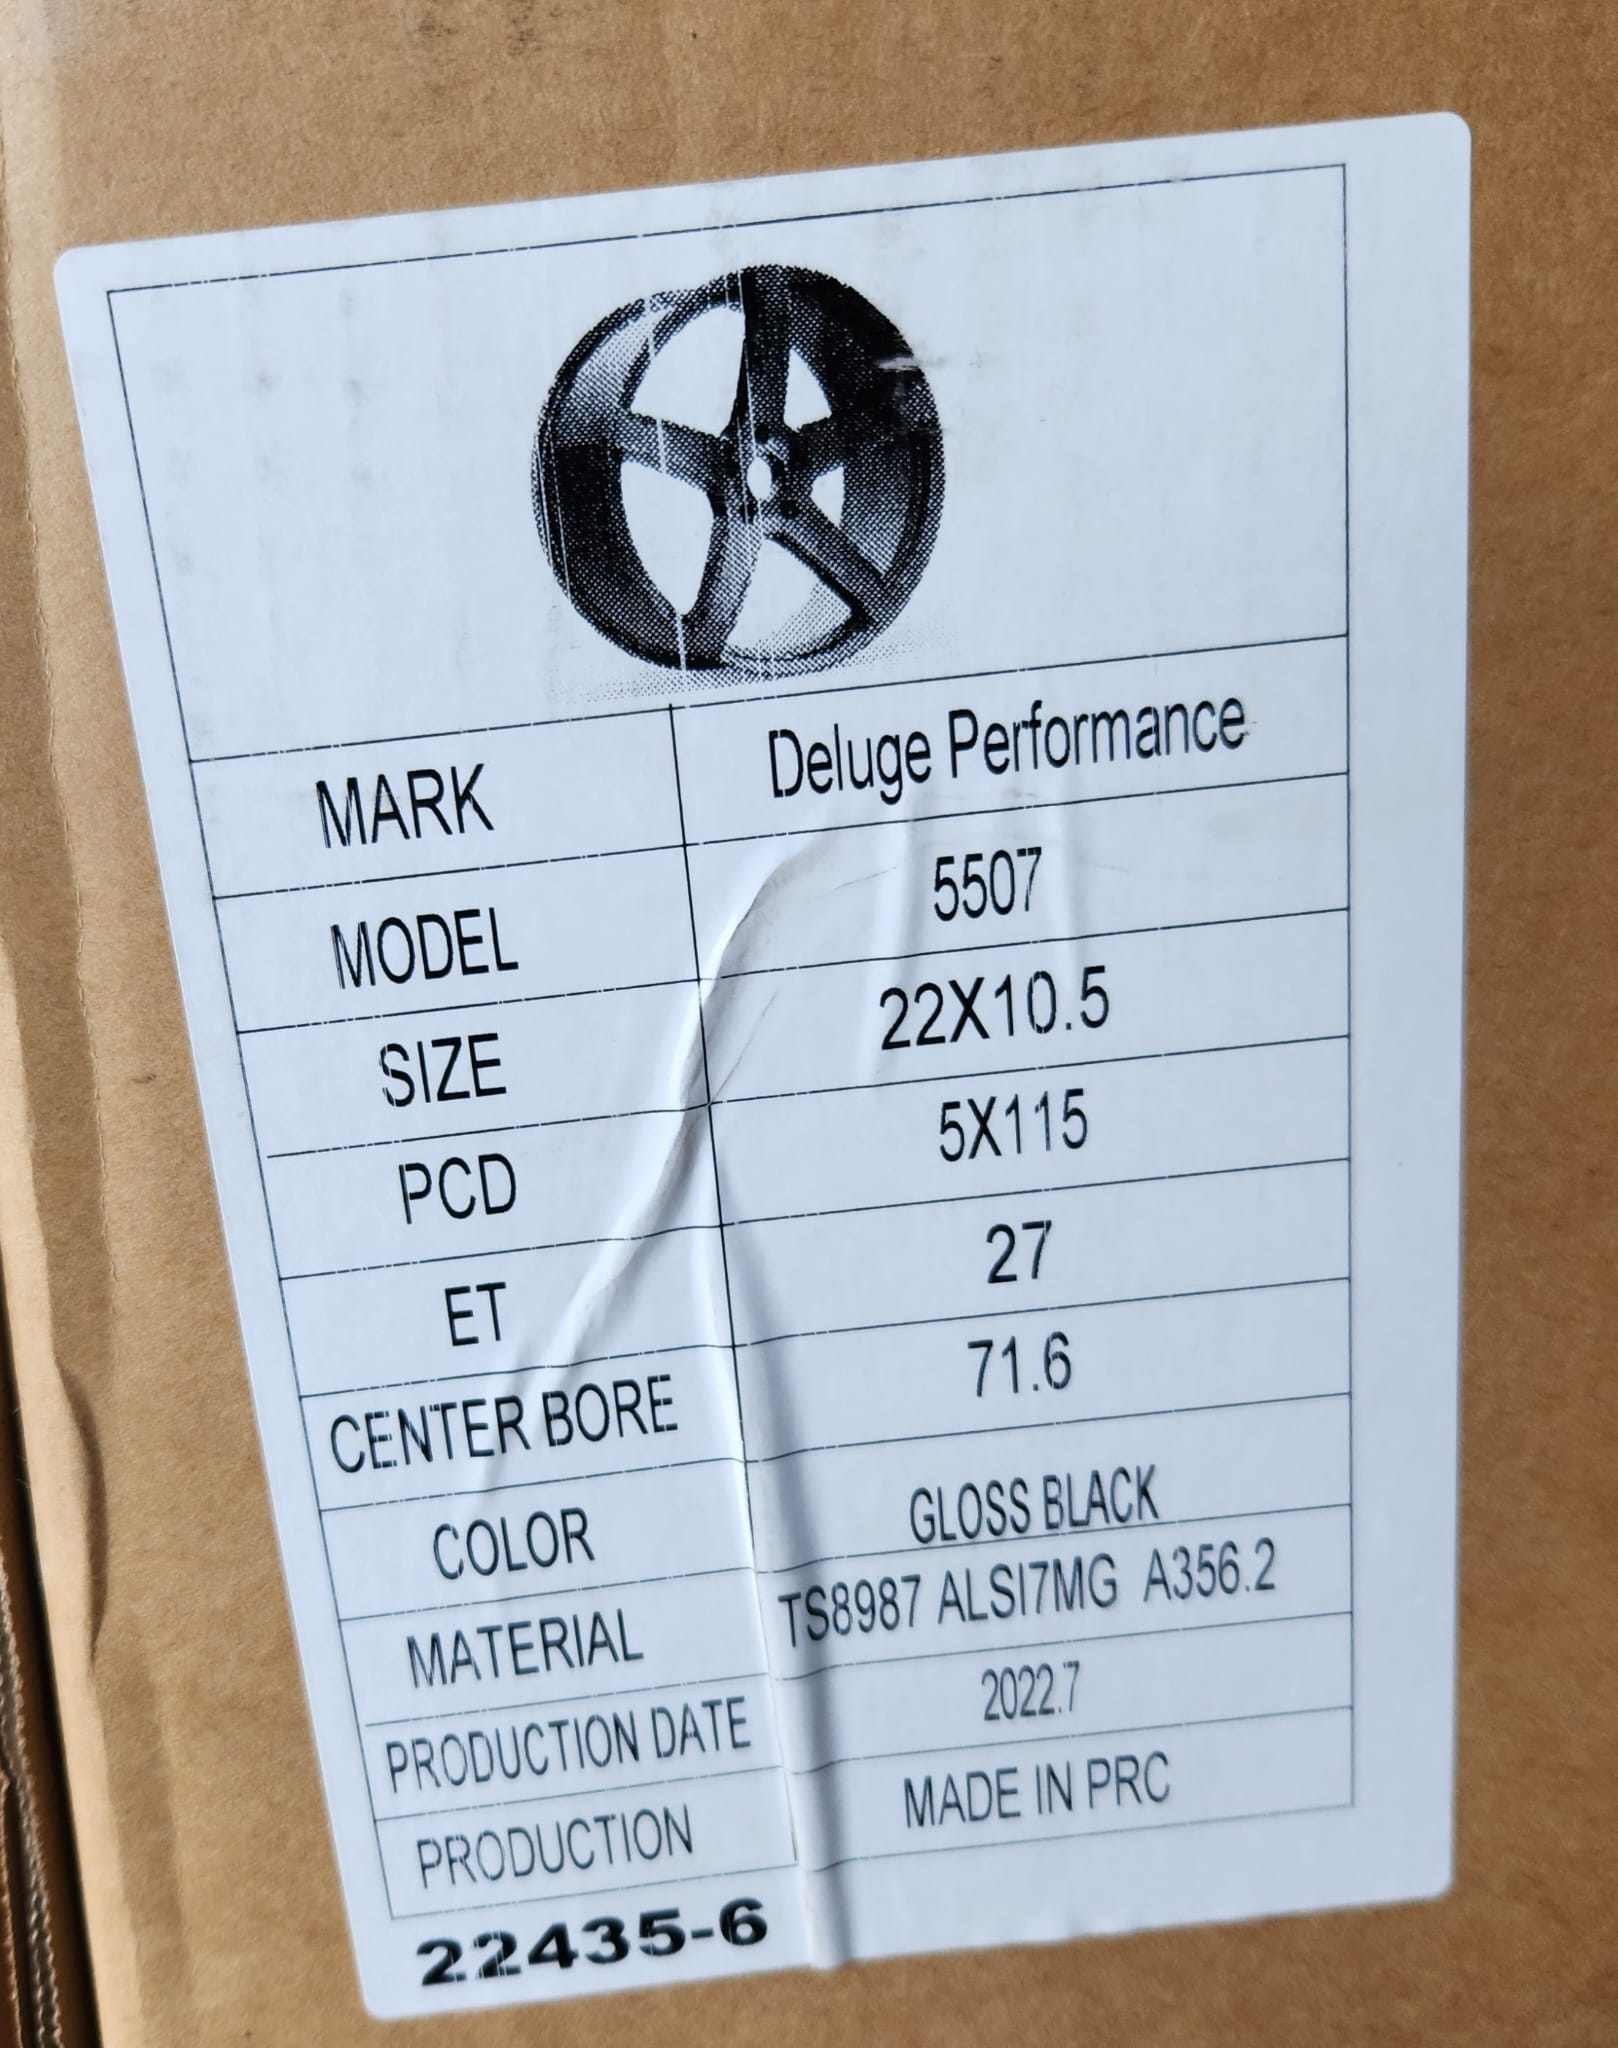 MARK Deluge Performance
MODEL 5507
SIZE 22X10.5
PCD 5X115
ET 27
CENTER BORE 71.6
COLOR GLOSS BLACK
MATERIAL TS8987 ALSI7MG A356.2
PRODUCTION DATE 2022.7
PRODUCTION MADE IN PRC
22435-6